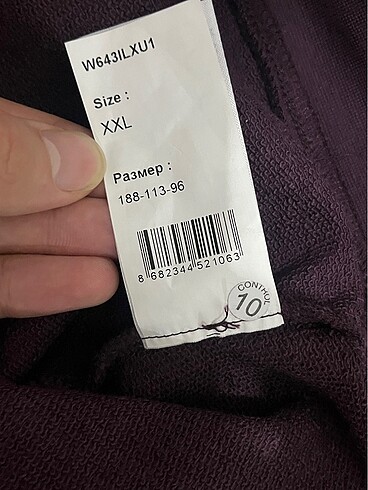 W643ILXU1
Size :
XXL
Размер :
188-113-96
8 682344 521063
CONTROL
10